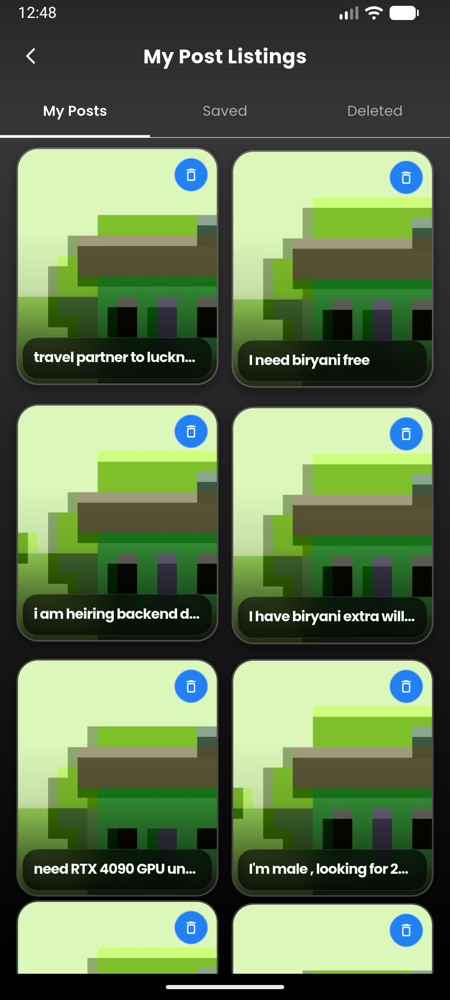 12:48
My Post Listings
My Posts Saved Deleted
travel partner to luckn...
I need biryani free
i am heiring backend d...
I have biryani extra will...
need RTX 4090 GPU un...
I'm male , looking for 2...